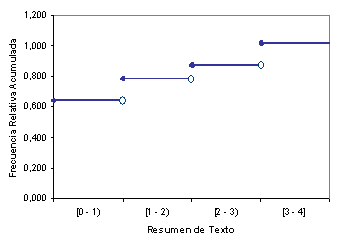 1,200
1,000
0,800
0,600
0,400
0,200
0,000
Frecuencia Relativa Acumulada
[0 - 1) [1 - 2) [2 - 3) [3 - 4]
Resumen de Texto